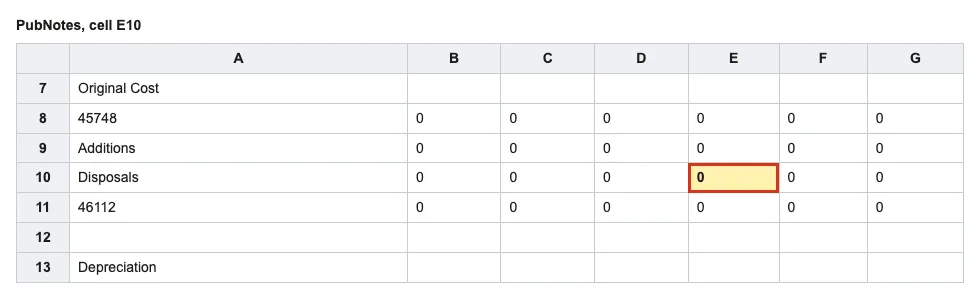 PubNotes, cell E10
A B C D E F G
7 Original Cost
8 45748 0 0 0 0 0 0
9 Additions 0 0 0 0 0 0
10 Disposals 0 0 0 0 0 0
11 46112 0 0 0 0 0 0
12
13 Depreciation